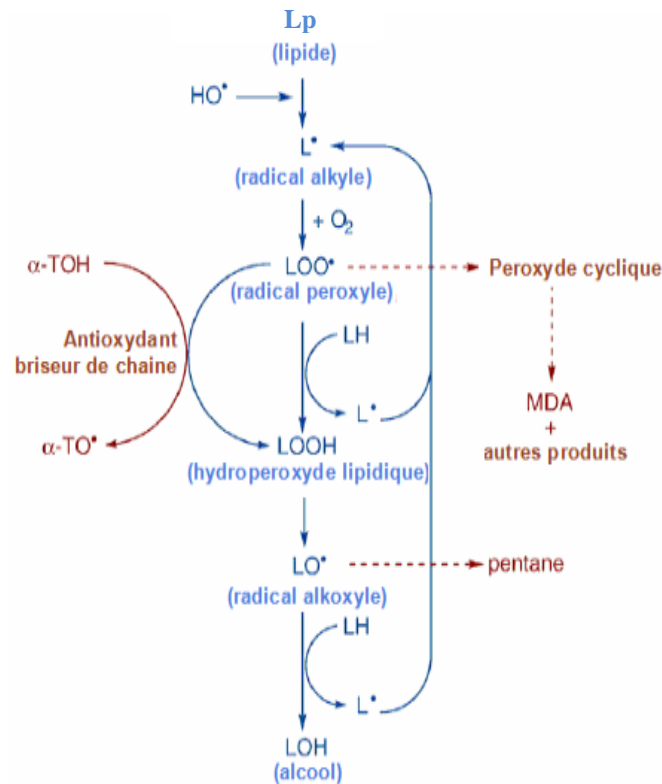 Lp
(lipide)
HO•
L•
(radical alkyle)
+ O₂
α-TOH
LOO•
(radical peroxyle)
Peroxyde cyclique
Antioxydant
briseur de chaine
LH
L•
MDA
+
autres produits
α-TO•
LOOH
(hydroperoxyde lipidique)
LO•
(radical alkoxyle)
pentane
LH
L•
LOH
(alcool)